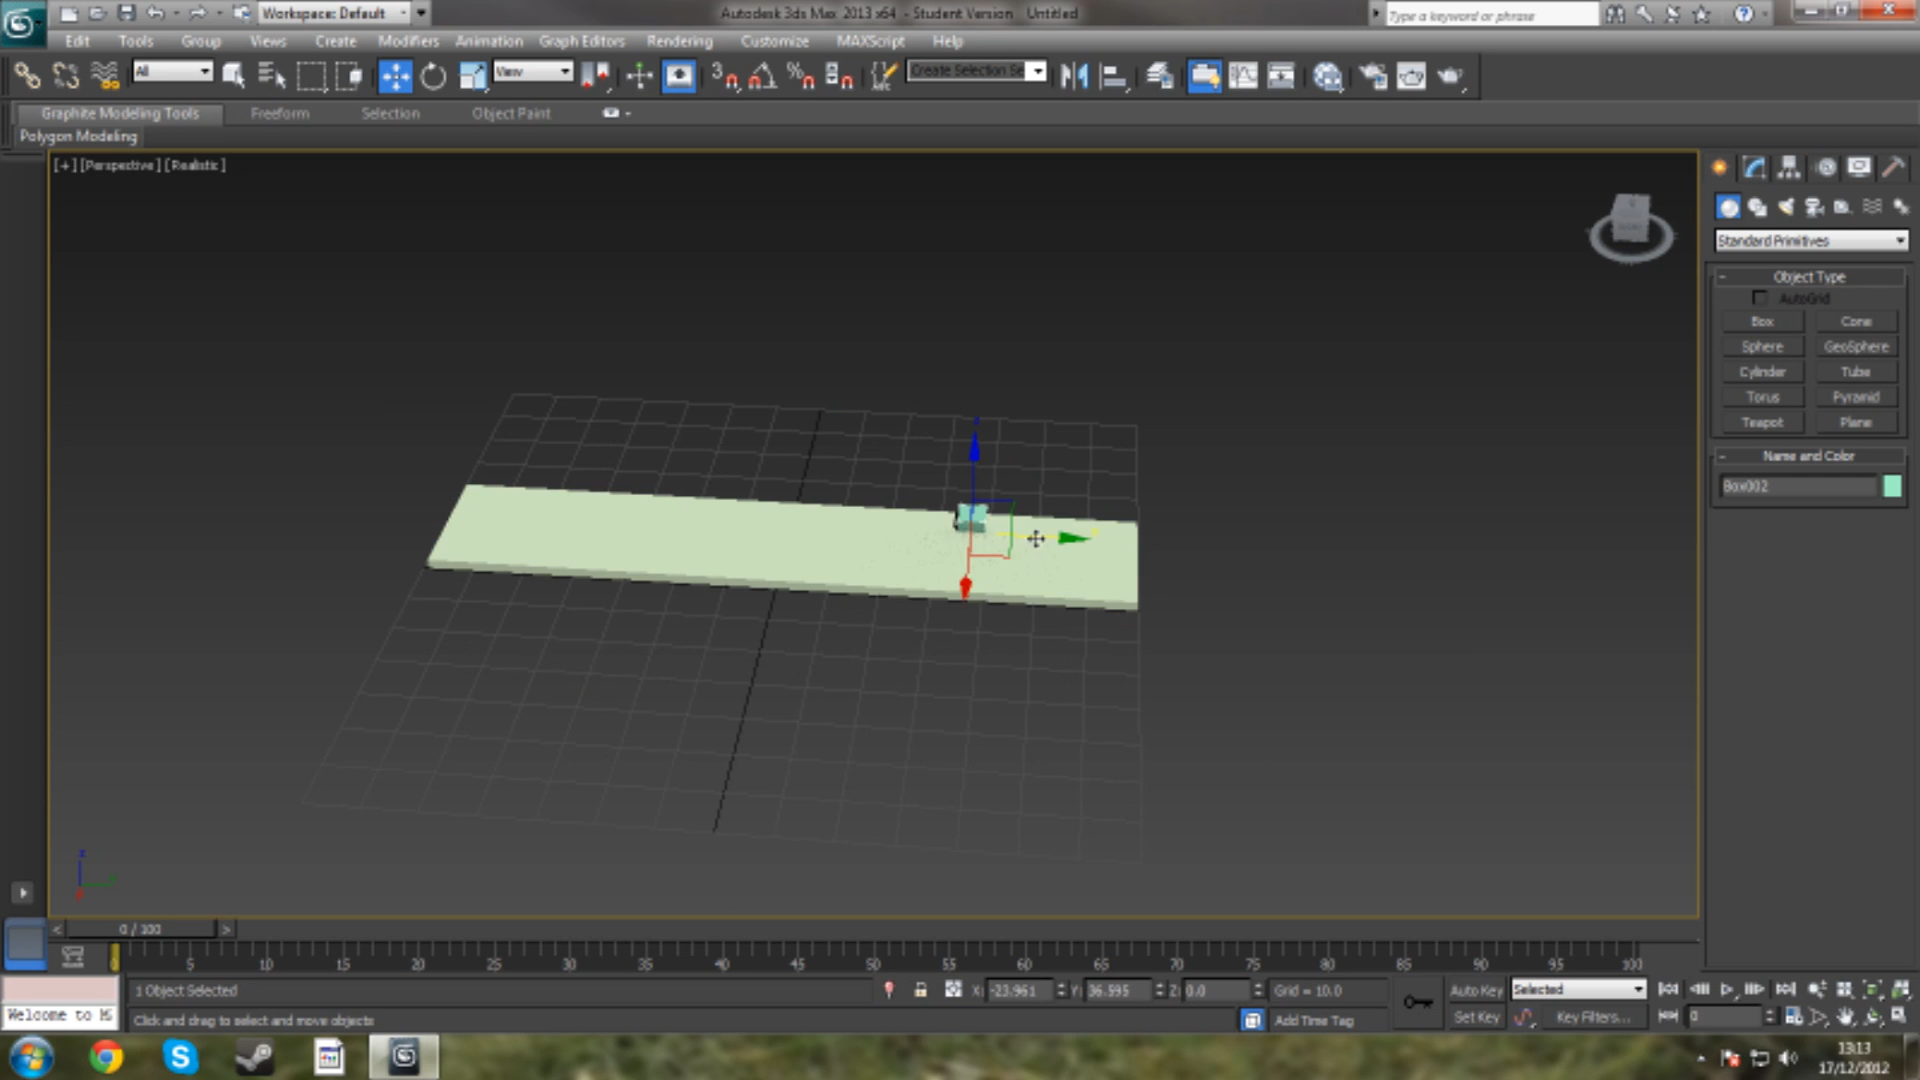 Workspace: Default
Autodesk 3ds Max 2013 x64 - Student Version Untitled
Type a keyword or phrase
Edit Tools Group Views Create Modifiers Animation Graph Editors Rendering Customize MAXScript Help
All
View
Create Selection Se
Graphite Modeling Tools Freeform Selection Object Paint
Polygon Modeling
[+] [Perspective] [Realistic]
Standard Primitives
Object Type
AutoGrid
Box Cone
Sphere GeoSphere
Cylinder Tube
Torus Pyramid
Teapot Plane
Name and Color
Box002
0 / 100
5 10 15 20 25 30 35 40 45 50 55 60 65 70 75 80 85 90 95 100
1 Object Selected
X: -23.961 Y: 36.595 Z: 0.0 Grid = 10.0
Auto Key Selected
Welcome to M
Click and drag to select and move objects
Add Time Tag
Set Key Key Filters... 0
13:13
17/12/2012